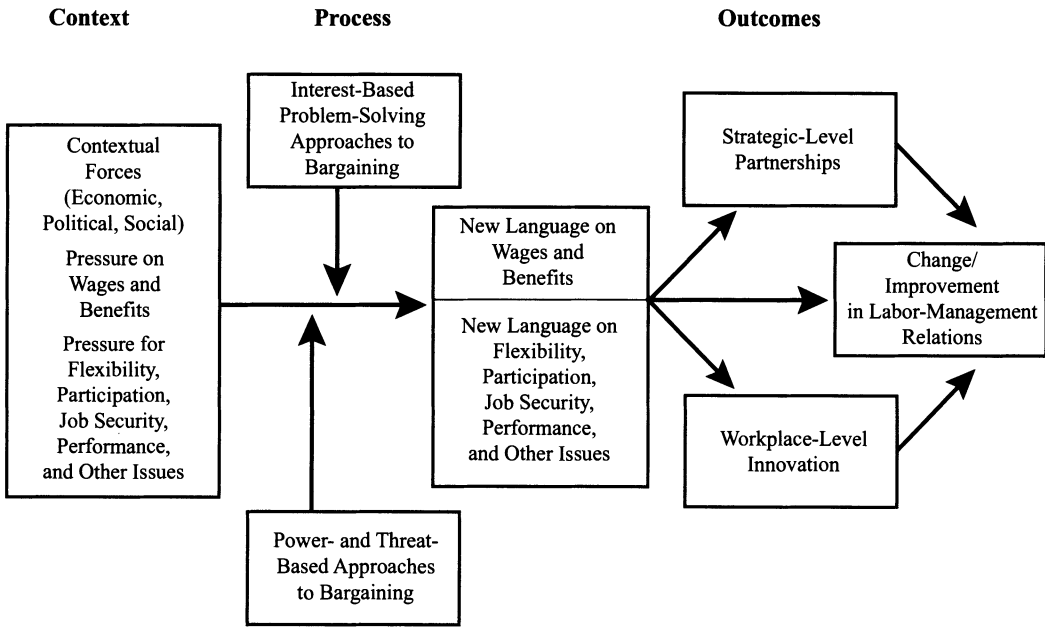 Context
Process
Outcomes
Contextual
Forces
(Economic,
Political, Social)
Pressure on
Wages and
Benefits
Pressure for
Flexibility,
Participation,
Job Security,
Performance,
and Other Issues
Interest-Based
Problem-Solving
Approaches to
Bargaining
Power- and Threat-
Based Approaches
to Bargaining
New Language on
Wages and
Benefits
New Language on
Flexibility,
Participation,
Job Security,
Performance,
and Other Issues
Strategic-Level
Partnerships
Workplace-Level
Innovation
Change/
Improvement
in Labor-Management
Relations